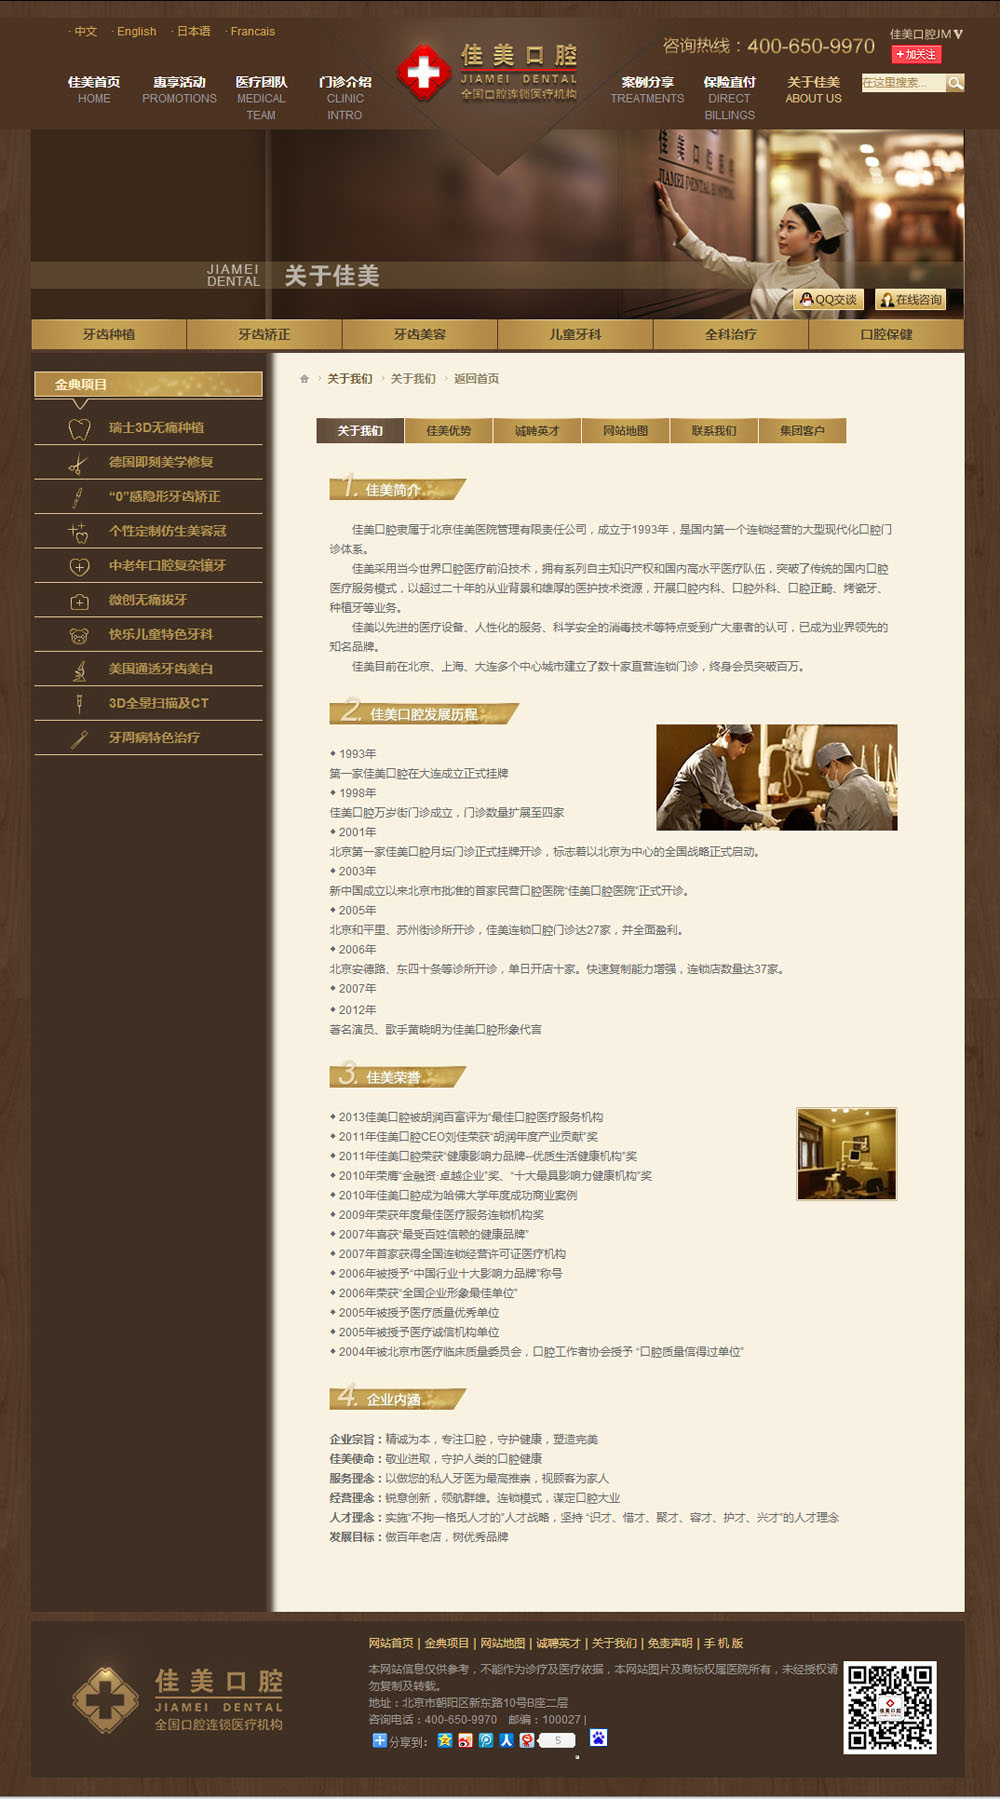 · 中文 · English · 日本语 · Francais
佳美口腔
JIAMEI DENTAL
全国口腔连锁医疗机构
咨询热线：400-650-9970
佳美口腔JM V
+加关注
佳美首页 惠享活动 医疗团队 门诊介绍 案例分享 保险直付 关于佳美
HOME PROMOTIONS MEDICAL TEAM CLINIC INTRO TREATMENTS DIRECT BILLINGS ABOUT US
在这里搜索...
佳美口腔医院
JIAMEI DENTAL HOSPITAL
JIAMEI
DENTAL
关于佳美
QQ交谈 在线咨询
牙齿种植 牙齿矫正 牙齿美容 儿童牙科 全科治疗 口腔保健
金典项目
瑞士3D无痛种植
德国即刻美学修复
“0”感隐形牙齿矫正
个性定制仿生美容冠
中老年口腔复杂镶牙
微创无痛拔牙
快乐儿童特色牙科
美国通透牙齿美白
3D全景扫描及CT
牙周病特色治疗
关于我们 关于我们 返回首页
关于我们 佳美优势 诚聘英才 网站地图 联系我们 集团客户
1. 佳美简介
佳美口腔隶属于北京佳美医院管理有限责任公司，成立于1993年，是国内第一个连锁经营的大型现代化口腔门
诊体系。
佳美采用当今世界口腔医疗前沿技术，拥有系列自主知识产权和国内高水平医疗队伍，突破了传统的国内口腔
医疗服务模式，以超过二十年的从业背景和雄厚的医护技术资源，开展口腔内科、口腔外科、口腔正畸、烤瓷牙、
种植牙等业务。
佳美以先进的医疗设备、人性化的服务、科学安全的消毒技术等特点受到广大患者的认可，已成为业界领先的
知名品牌。
佳美目前在北京、上海、大连多个中心城市建立了数十家直营连锁门诊，终身会员突破百万。
2. 佳美口腔发展历程
◆ 1993年
第一家佳美口腔在大连成立正式挂牌
◆ 1998年
佳美口腔万岁街门诊成立，门诊数量扩展至四家
◆ 2001年
北京第一家佳美口腔月坛门诊正式挂牌开诊，标志着以北京为中心的全国战略正式启动。
◆ 2003年
新中国成立以来北京市批准的首家民营口腔医院“佳美口腔医院”正式开诊。
◆ 2005年
北京和平里、苏州街诊所开诊，佳美连锁口腔门诊达27家，并全面盈利。
◆ 2006年
北京安德路、东四十条等诊所开诊，单日开店十家。快速复制能力增强，连锁店数量达37家。
◆ 2007年
◆ 2012年
著名演员、歌手黄晓明为佳美口腔形象代言
3. 佳美荣誉
◆ 2013佳美口腔被胡润百富评为“最佳口腔医疗服务机构
◆ 2011年佳美口腔CEO刘佳荣获“胡润年度产业贡献”奖
◆ 2011年佳美口腔荣获“健康影响力品牌--优质生活健康机构”奖
◆ 2010年荣膺“金融资·卓越企业”奖、“十大最具影响力健康机构”奖
◆ 2010年佳美口腔成为哈佛大学年度成功商业案例
◆ 2009年荣获年度最佳医疗服务连锁机构奖
◆ 2007年喜获“最受百姓信赖的健康品牌”
◆ 2007年首家获得全国连锁经营许可证医疗机构
◆ 2006年被授予“中国行业十大影响力品牌”称号
◆ 2006年荣获“全国企业形象最佳单位”
◆ 2005年被授予医疗质量优秀单位
◆ 2005年被授予医疗诚信机构单位
◆ 2004年被北京市医疗临床质量委员会，口腔工作者协会授予 “口腔质量信得过单位”
4. 企业内涵
企业宗旨：精诚为本，专注口腔，守护健康，塑造完美
佳美使命：敬业进取，守护人类的口腔健康
服务理念：以做您的私人牙医为最高推崇，视顾客为家人
经营理念：锐意创新，领航群雄。连锁模式，谋定口腔大业
人才理念：实施“不拘一格觅人才的”人才战略，坚持 “识才、惜才、聚才、容才、护才、兴才”的人才理念
发展目标：做百年老店，树优秀品牌
佳美口腔
JIAMEI DENTAL
全国口腔连锁医疗机构
网站首页 | 金典项目 | 网站地图 | 诚聘英才 | 关于我们 | 免责声明 | 手 机 版
本网站信息仅供参考，不能作为诊疗及医疗依据，本网站图片及商标权属医院所有，未经授权请
勿复制及转载。
地址：北京市朝阳区新东路10号B座二层
咨询电话：400-650-9970 邮编：100027 |
分享到： 5
佳美口腔